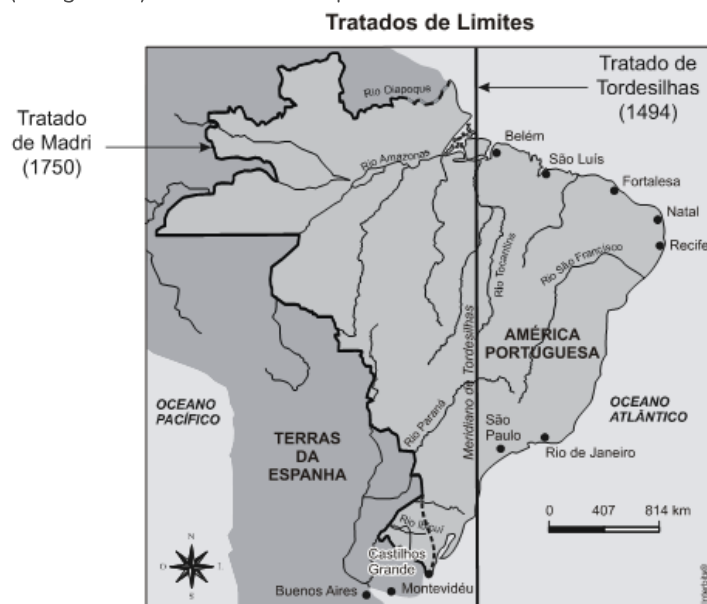 Tratados de Limites
Tratado de
Tordesilhas
(1494)
Tratado
de Madri
(1750)
Rio Oiapoque
Rio Amazonas
Belém
São Luís
Fortalesa
Natal
Recife
Rio Tocantins
Rio São Francisco
Meridiano de Tordesilhas
AMÉRICA
PORTUGUESA
OCEANO
PACÍFICO
OCEANO
ATLÂNTICO
Rio Paraná
TERRAS
DA
ESPANHA
São
Paulo
Rio de Janeiro
0 407 814 km
N
O L
S
Castilhos
Grande
Buenos Aires
Montevidéu